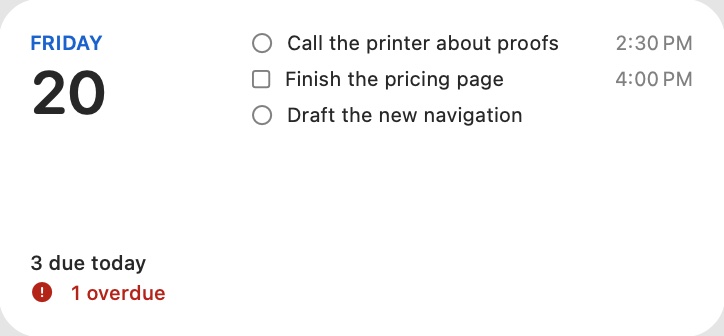 FRIDAY
20
Call the printer about proofs 2:30 PM
Finish the pricing page 4:00 PM
Draft the new navigation
3 due today
1 overdue